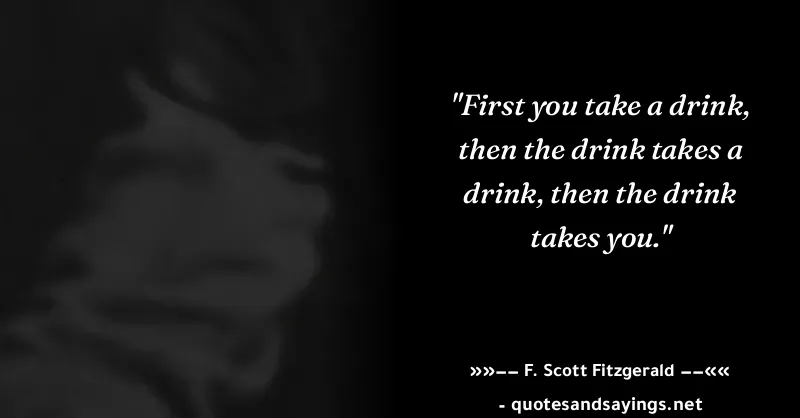 "First you take a drink,
then the drink takes a
drink, then the drink
takes you."
»»−− F. Scott Fitzgerald −−««
- quotesandsayings.net